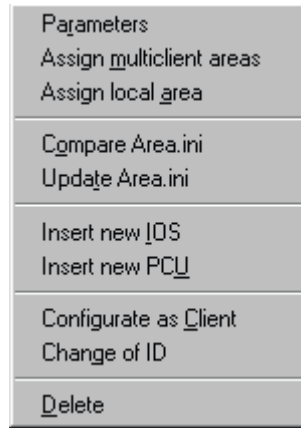 Parameters
Assign multiclient areas
Assign local area
Compare Area.ini
Update Area.ini
Insert new IOS
Insert new PCU
Configurate as Client
Change of ID
Delete